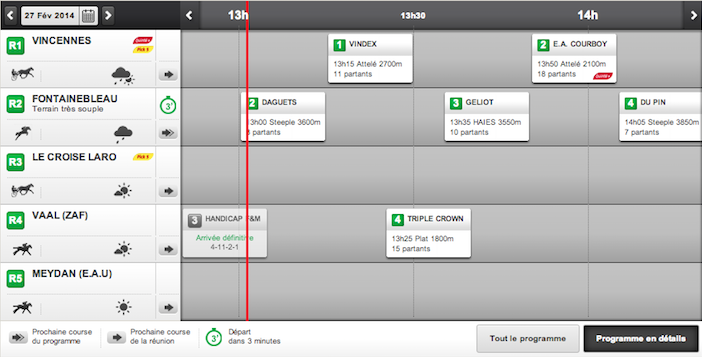 27 Fév 2014
13h
13h30
14h
R1
VINCENNES
QUINTÉ+
Pick 5
1 VINDEX
13h15 Attelé 2700m
11 partants
2 E.A. COURBOY
13h50 Attelé 2100m
18 partants
QUINTÉ+
R2
FONTAINEBLEAU
Terrain très souple
3'
2 DAGUETS
13h00 Steeple 3600m
partants
3 GELIOT
13h35 HAIES 3550m
10 partants
4 DU PIN
14h05 Steeple 3850m
7 partants
R3
LE CROISE LARO
Pick 5
R4
VAAL (ZAF)
3 HANDICAP F&M
Arrivée définitive
4-11-2-1
4 TRIPLE CROWN
13h25 Plat 1800m
15 partants
R5
MEYDAN (E.A.U)
Prochaine course
du programme
Prochaine course
de la réunion
3'
Départ
dans 3 minutes
Tout le programme
Programme en détails